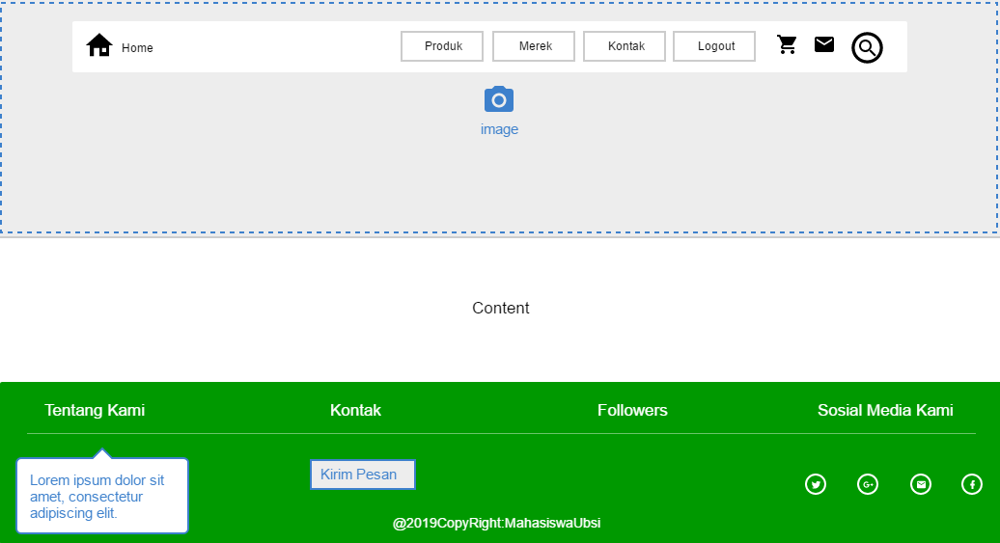 Home
Produk
Merek
Kontak
Logout
image
Content
Tentang Kami
Kontak
Followers
Sosial Media Kami
Lorem ipsum dolor sit
amet, consectetur
adipiscing elit.
Kirim Pesan
G+
@2019CopyRight:MahasiswaUbsi